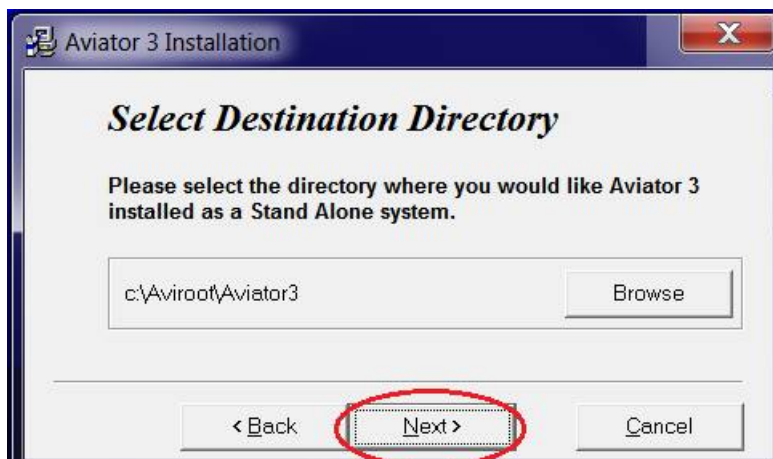 Aviator 3 Installation
X
Select Destination Directory
Please select the directory where you would like Aviator 3
installed as a Stand Alone system.
c:\Aviroot\Aviator3
Browse
< Back
Next >
Cancel